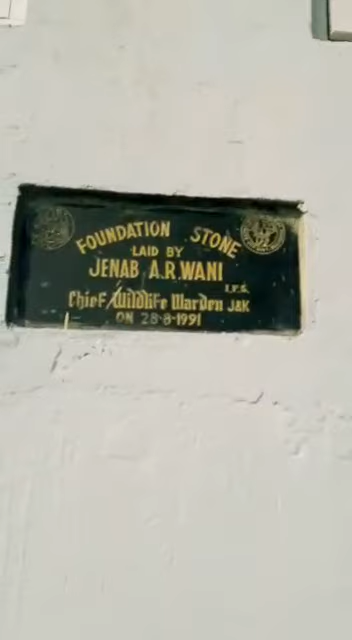 FOUNDATION STONE
LAID BY
JENAB A.R.WANI
I.F.S.
Chief Wildlife Warden J&K
ON 28-8-1991